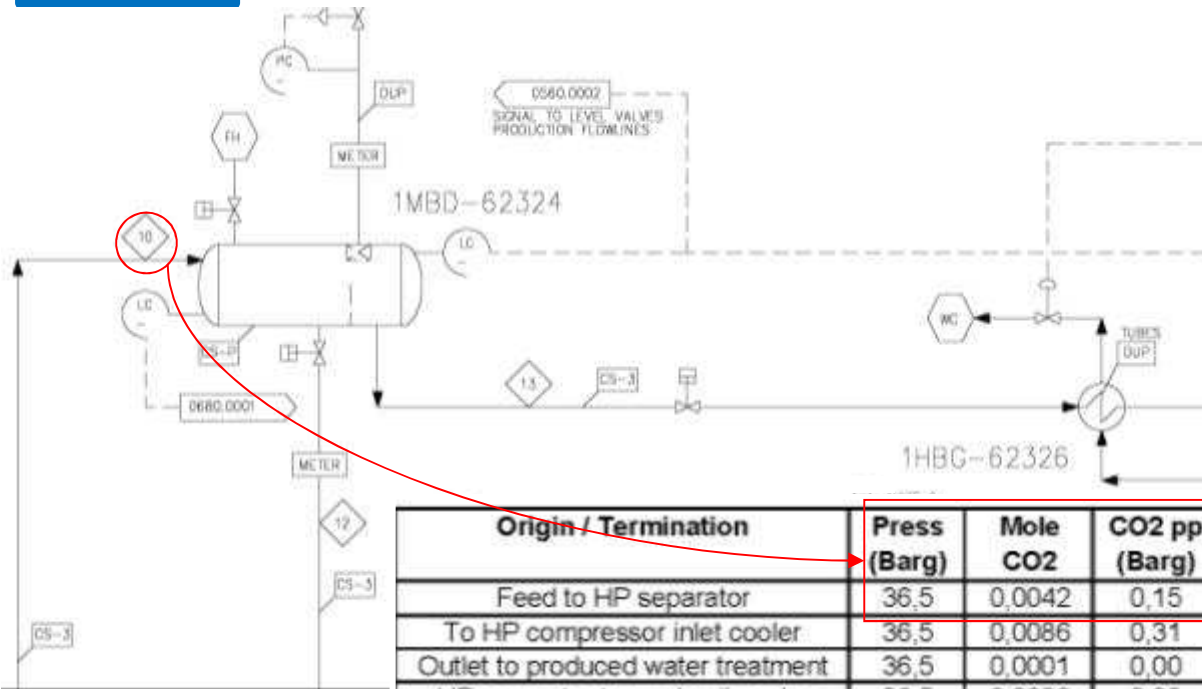 DUP
0560.0002
SIGNAL TO LEVEL VALVES
PRODUCTION FLOWLINES
FH
METER
1MBD-62324
10
LC
LC
WC
TUBES
DUP
CS-P
13
CS-3
0680.0001
1HBG-62326
METER
12
CS-3
CS-3
Origin / Termination Press (Barg) Mole CO2 CO2 pp (Barg)
Feed to HP separator 36,5 0,0042 0,15
To HP compressor inlet cooler 36,5 0,0086 0,31
Outlet to produced water treatment 36,5 0,0001 0,00